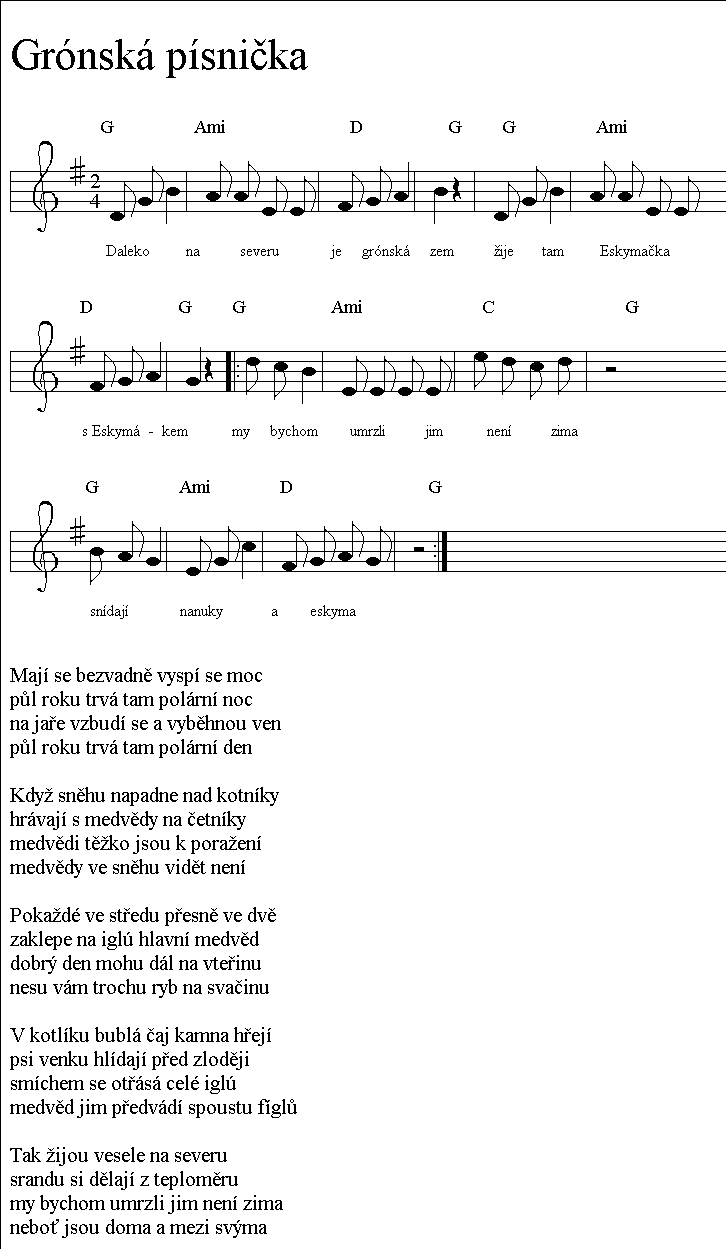 Grónská písnička
G Ami D G G Ami
2
4
Daleko na severu je grónská zem žije tam Eskymačka
D G G Ami C G
s Eskymá - kem my bychom umrzli jim není zima
G Ami D G
snídají nanuky a eskyma
Mají se bezvadně vyspí se moc
půl roku trvá tam polární noc
na jaře vzbudí se a vyběhnou ven
půl roku trvá tam polární den
Když sněhu napadne nad kotníky
hrávají s medvědy na četníky
medvědi těžko jsou k poražení
medvědy ve sněhu vidět není
Pokaždé ve středu přesně ve dvě
zaklepe na iglú hlavní medvěd
dobrý den mohu dál na vteřinu
nesu vám trochu ryb na svačinu
V kotlíku bublá čaj kamna hřejí
psi venku hlídají před zloději
smíchem se otřásá celé iglú
medvěd jim předvádí spoustu fíglů
Tak žijou vesele na severu
srandu si dělají z teploměru
my bychom umrzli jim není zima
neboť jsou doma a mezi svýma